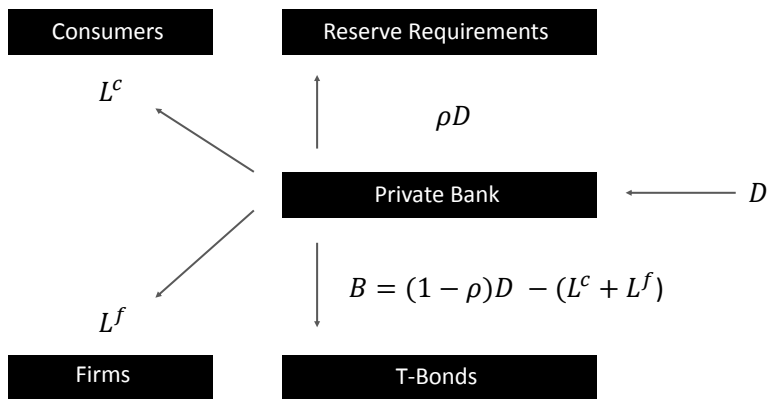 Consumers
Reserve Requirements
L^c
ρD
Private Bank
D
B = (1 − ρ)D − (L^c + L^f)
L^f
Firms
T-Bonds